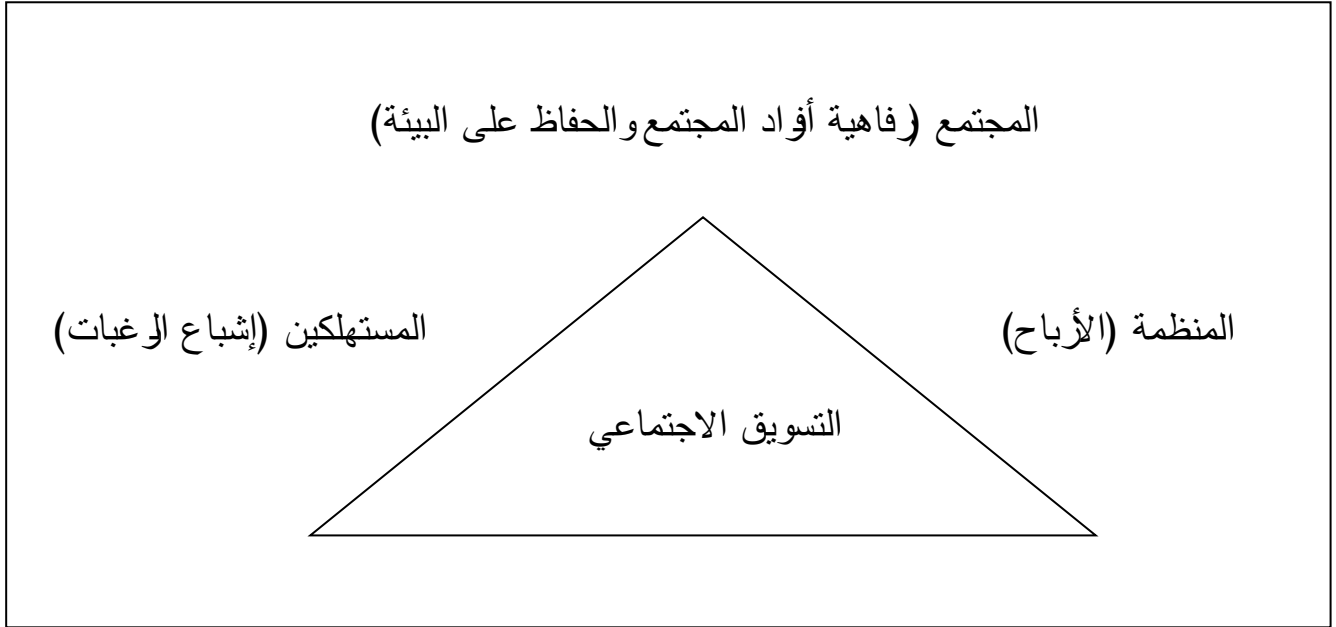 المجتمع (رفاهية أفراد المجتمع والحفاظ على البيئة)
المنظمة (الأرباح)
المستهلكين (إشباع الرغبات)
التسويق الاجتماعي